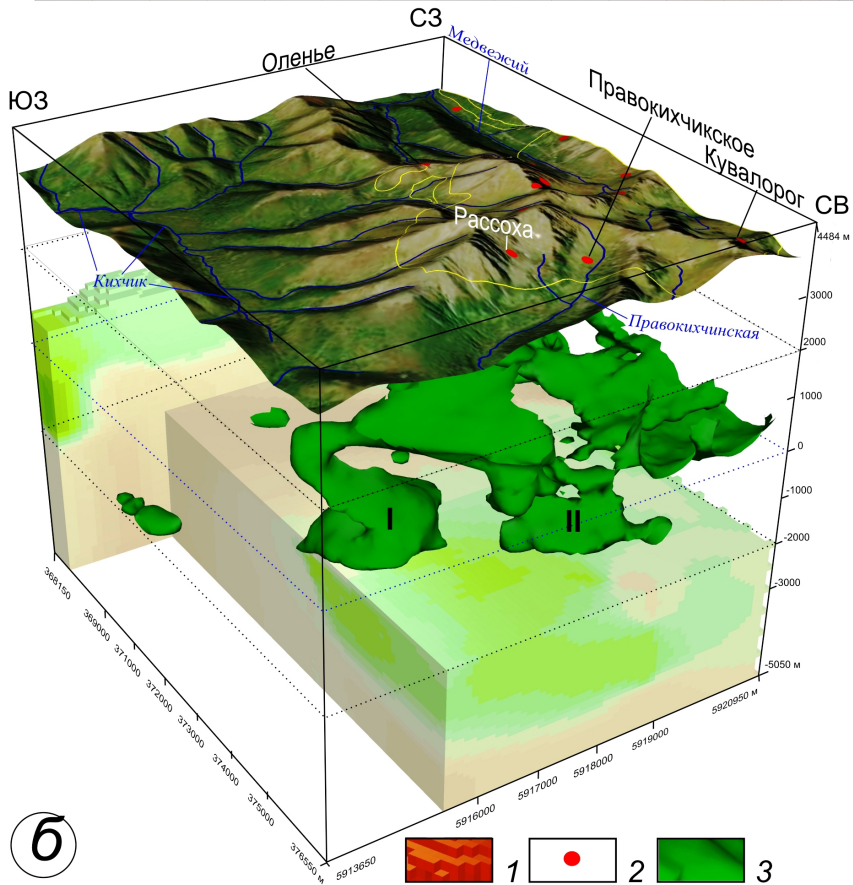 СЗ
Оленье
Медвежий
ЮЗ
Правокихчикское
Кувалорог
СВ
4484 м
Рассоха
Кихчик
3000
Правокихчинская
2000
1000
0
-1000
I
II
-2000
-3000
-5050 м
368150
369000
371000
372000
373000
374000
375000
376550 м
5913650
5916000
5917000
5918000
5919000
5920950 м
б
1
2
3